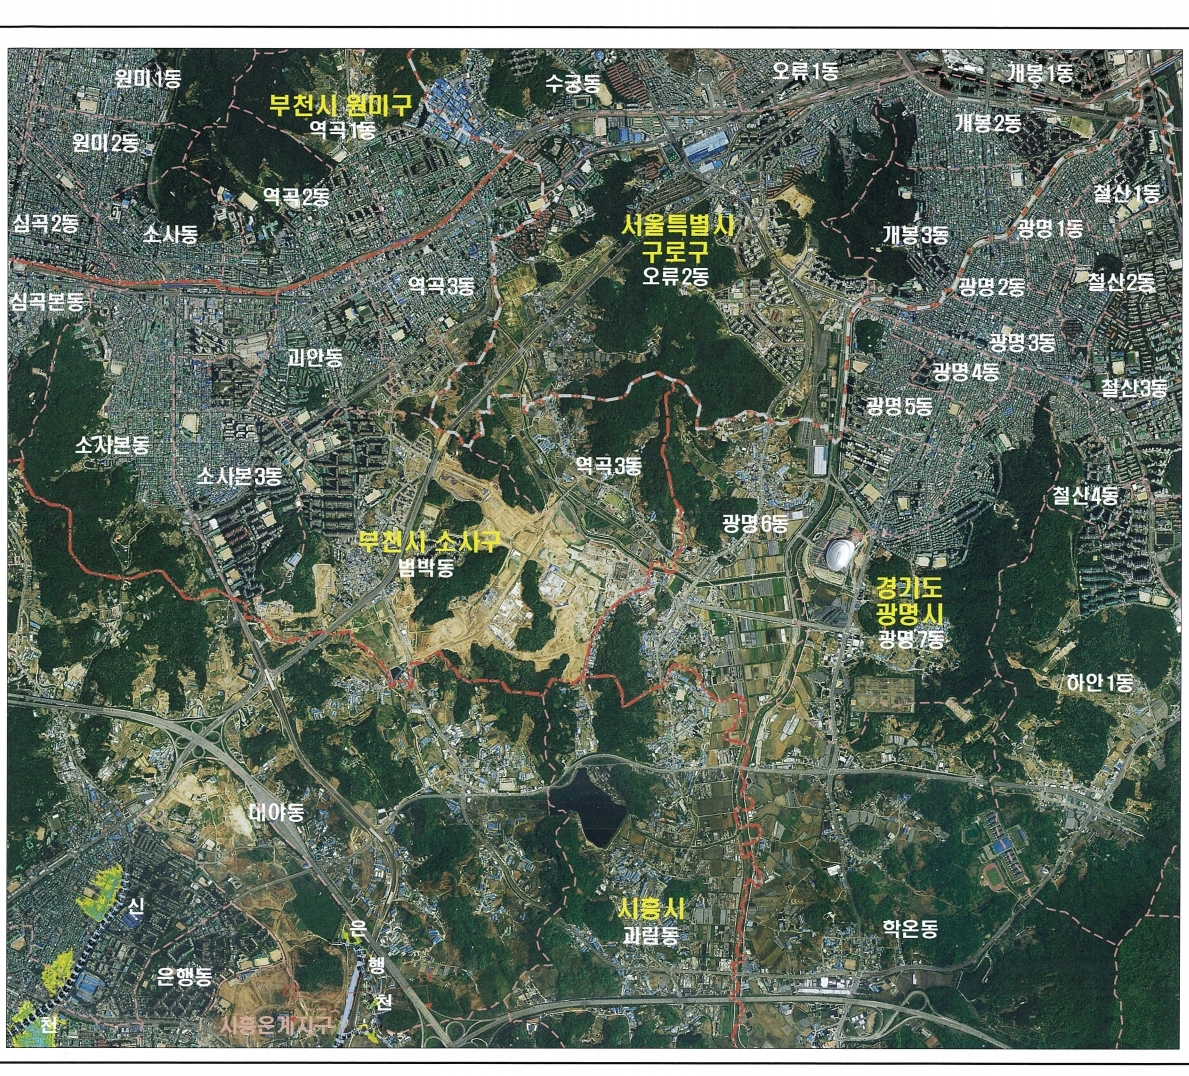 원미1동
수궁동
오류1동
개봉1동
부천시 원미구
역곡1동
원미2동
개봉2동
역곡2동
철산1동
심곡2동
소사동
서울특별시
구로구
오류2동
개봉3동
광명1동
심곡본동
역곡3동
광명2동
철산2동
괴안동
광명3동
광명4동
철산3동
광명5동
소사본동
소사본3동
역곡3동
철산4동
광명6동
부천시 소사구
범박동
경기도
광명시
광명7동
하안1동
대야동
신
천
시흥시
과림동
학온동
은
행
천
은행동
시흥은계지구